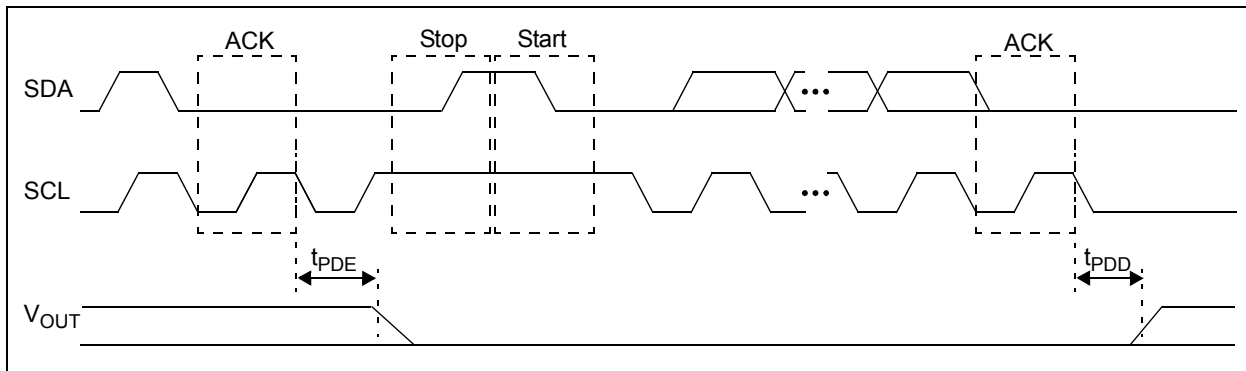 ACK Stop Start ACK
SDA
...
SCL
...
tPDE tPDD
VOUT